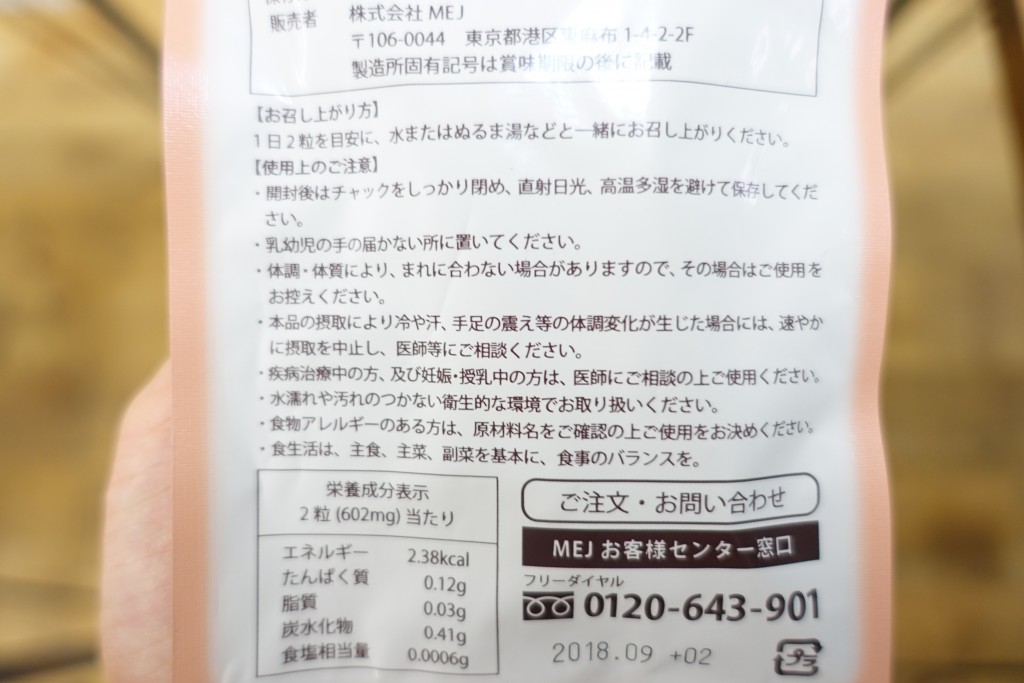 販売者 株式会社 MEJ
〒106-0044 東京都港区東麻布 1-4-2-2F
製造所固有記号は賞味期限の後に記載
【お召し上がり方】
1日2粒を目安に、水またはぬるま湯などと一緒にお召し上がりください。
【使用上のご注意】
・開封後はチャックをしっかり閉め、直射日光、高温多湿を避けて保存してくだ
さい。
・乳幼児の手の届かない所に置いてください。
・体調・体質により、まれに合わない場合がありますので、その場合はご使用を
お控えください。
・本品の摂取により冷や汗、手足の震え等の体調変化が生じた場合には、速やか
に摂取を中止し、医師等にご相談ください。
・疾病治療中の方、及び妊娠・授乳中の方は、医師にご相談の上ご使用ください。
・水濡れや汚れのつかない衛生的な環境でお取り扱いください。
・食物アレルギーのある方は、原材料名をご確認の上ご使用をお決めください。
・食生活は、主食、主菜、副菜を基本に、食事のバランスを。
栄養成分表示
2粒 (602mg) 当たり
エネルギー 2.38kcal
たんぱく質 0.12g
脂質 0.03g
炭水化物 0.41g
食塩相当量 0.0006g
ご注文・お問い合わせ
MEJ お客様センター窓口
フリーダイヤル
0120-643-901
2018.09 +02
プラ